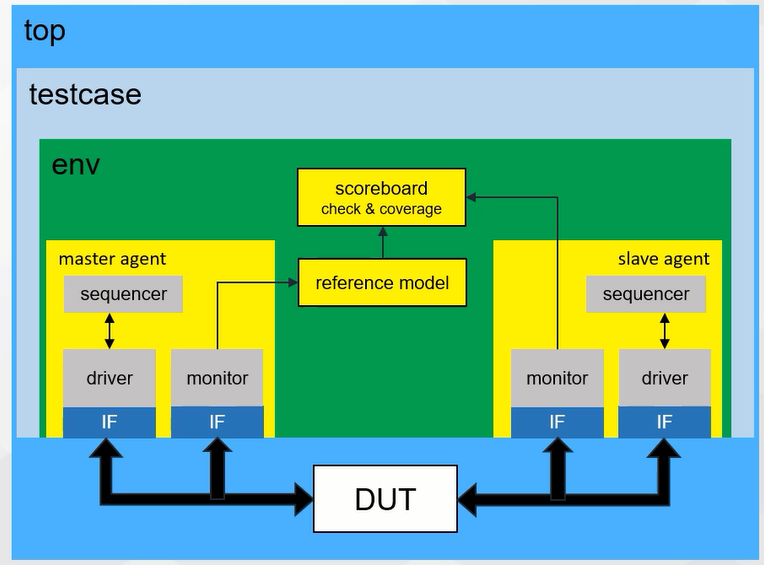 top
testcase
env
scoreboard
check & coverage
master agent
slave agent
reference model
sequencer
sequencer
driver
monitor
monitor
driver
IF
IF
IF
IF
DUT